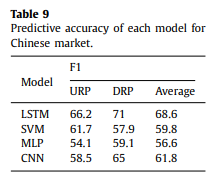 Table 9
Predictive accuracy of each model for
Chinese market.
Model F1
URP DRP Average
LSTM 66.2 71 68.6
SVM 61.7 57.9 59.8
MLP 54.1 59.1 56.6
CNN 58.5 65 61.8